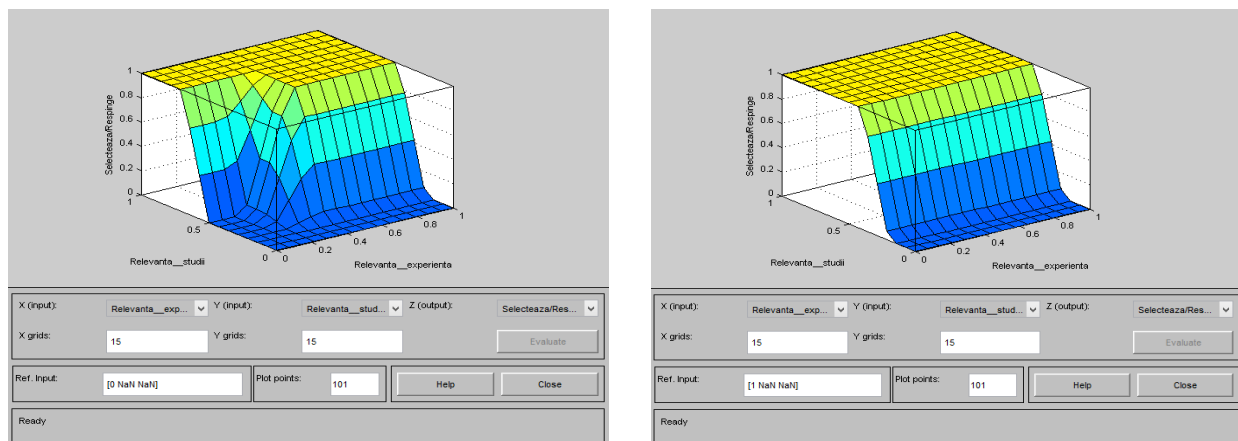 Selecteaza/Respinge
1
0.8
0.6
0.4
0.2
0
1
0.5
0
0
0.2
0.4
0.6
0.8
1
Relevanta__studii
Relevanta__experienta
X (input):
Relevanta__exp...
Y (input):
Relevanta__stud...
Z (output):
Selecteaza/Res...
X grids:
15
Y grids:
15
Evaluate
Ref. Input:
[0 NaN NaN]
Plot points:
101
Help
Close
Ready
Selecteaza/Respinge
1
0.8
0.6
0.4
0.2
0
1
0.5
0
0
0.2
0.4
0.6
0.8
1
Relevanta__studii
Relevanta__experienta
X (input):
Relevanta__exp...
Y (input):
Relevanta__stud...
Z (output):
Selecteaza/Res...
X grids:
15
Y grids:
15
Evaluate
Ref. Input:
[1 NaN NaN]
Plot points:
101
Help
Close
Ready